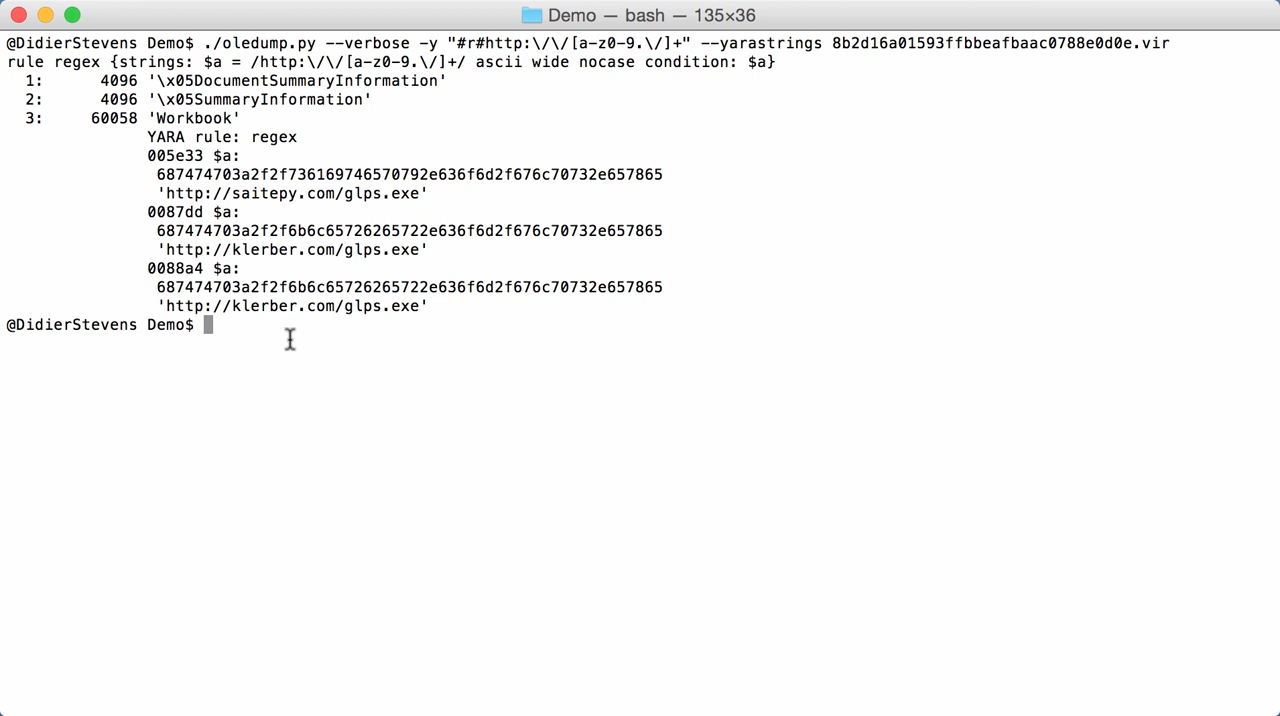 Demo — bash — 135×36
@DidierStevens Demo$ ./oledump.py --verbose -y "#r#http:\/\/[a-z0-9.\/]+" --yarastrings 8b2d16a01593ffbbeafbaac0788e0d0e.vir
rule regex {strings: $a = /http:\/\/[a-z0-9.\/]+/ ascii wide nocase condition: $a}
1: 4096 '\x05DocumentSummaryInformation'
2: 4096 '\x05SummaryInformation'
3: 60058 'Workbook'
YARA rule: regex
005e33 $a:
687474703a2f2f736169746570792e636f6d2f676c70732e657865
'http://saitepy.com/glps.exe'
0087dd $a:
687474703a2f2f6b6c65726265722e636f6d2f676c70732e657865
'http://klerber.com/glps.exe'
0088a4 $a:
687474703a2f2f6b6c65726265722e636f6d2f676c70732e657865
'http://klerber.com/glps.exe'
@DidierStevens Demo$